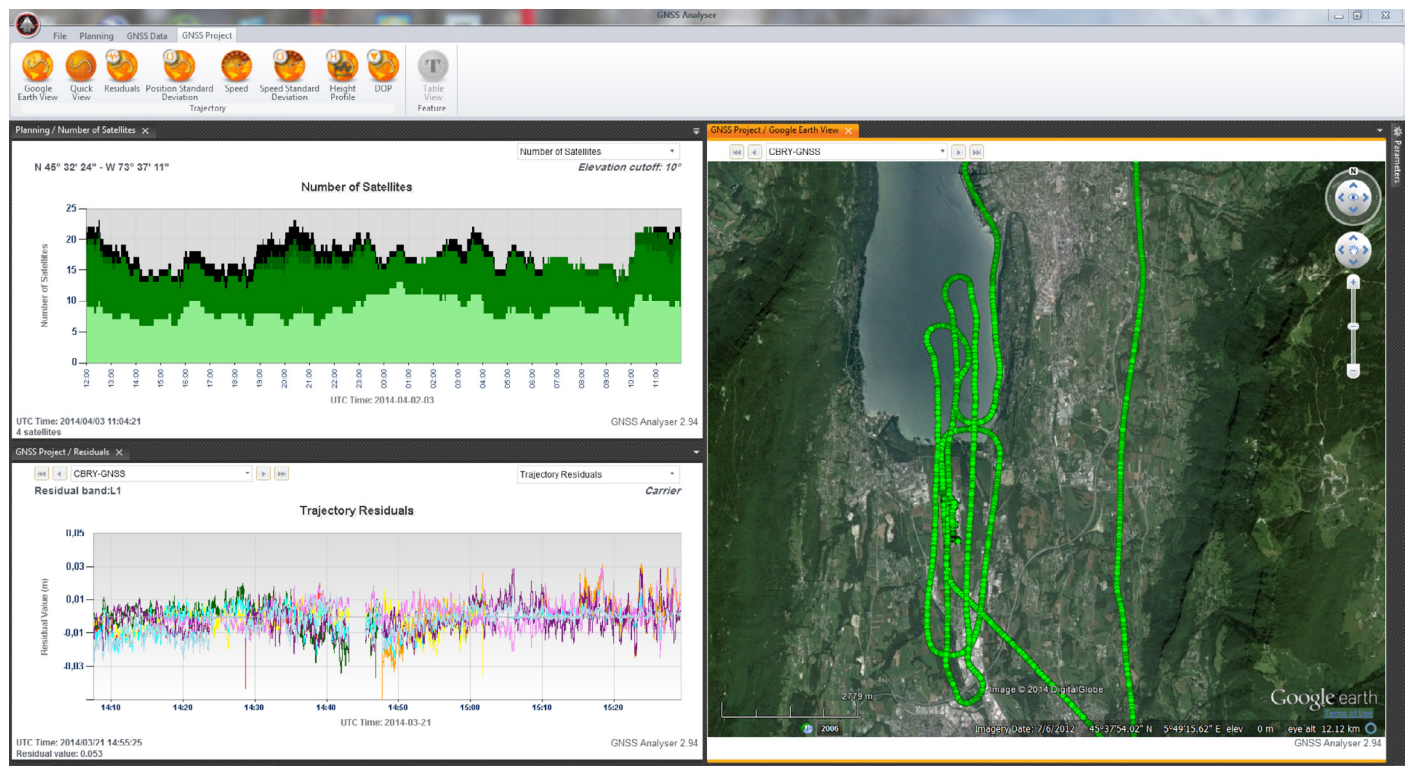 GNSS Analyser
File Planning GNSS Data GNSS Project
Google Earth View
Quick View
Residuals
Position Standard Deviation
Speed
Speed Standard Deviation
Height Profile
DOP
T
Table View
Trajectory
Feature
Planning / Number of Satellites
Number of Satellites
N 45° 32' 24" - W 73° 37' 11"
Elevation cutoff: 10°
Number of Satellites
Number of Satellites
25
20
15
10
5
0
12:00 13:00 14:00 15:00 16:00 17:00 18:00 19:00 20:00 21:00 22:00 23:00 00:00 01:00 02:00 03:00 04:00 05:00 06:00 07:00 08:00 09:00 10:00 11:00
UTC Time: 2014-04-02-03
UTC Time: 2014/04/03 11:04:21
4 satellites
GNSS Analyser 2.94
GNSS Project / Residuals
CBRY-GNSS
Trajectory Residuals
Residual band:L1
Carrier
Trajectory Residuals
Residual Value (m)
0,05
0,03
0,01
-0,01
-0,03
14:10 14:20 14:30 14:40 14:50 15:00 15:10 15:20
UTC Time: 2014-03-21
UTC Time: 2014/03/21 14:55:25
Residual value: 0.053
GNSS Analyser 2.94
GNSS Project / Google Earth View
CBRY-GNSS
Parameters
N
2779 m
Image © 2014 DigitalGlobe
Google earth
Terms of Use
2006
Imagery Date: 7/6/2012 45°37'54.02" N 5°49'15.62" E elev 0 m eye alt 12.12 km
GNSS Analyser 2.94